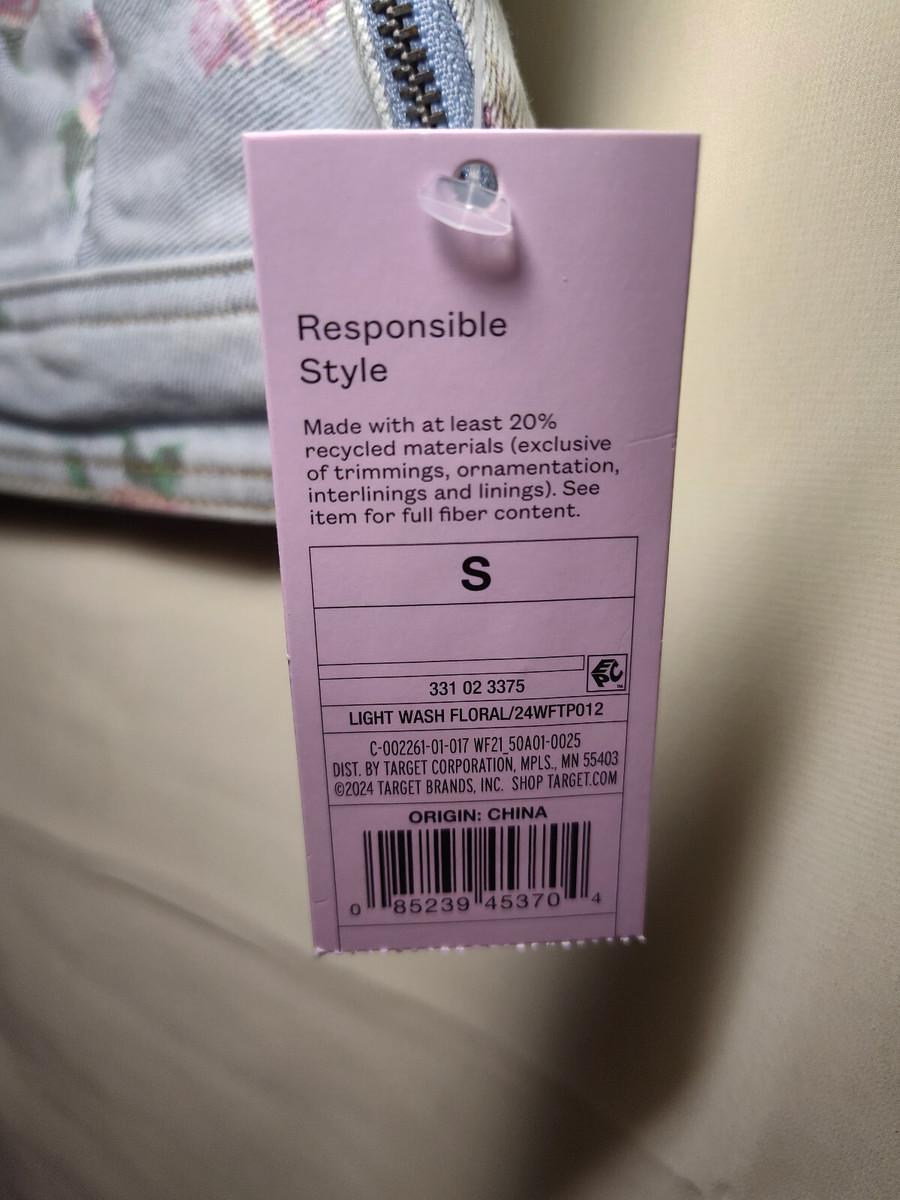 Responsible
Style
Made with at least 20%
recycled materials (exclusive
of trimmings, ornamentation,
interlinings and linings). See
item for full fiber content.
S
EPC™
331 02 3375
LIGHT WASH FLORAL/24WFTP012
C-002261-01-017 WF21_50A01-0025
DIST. BY TARGET CORPORATION, MPLS., MN 55403
©2024 TARGET BRANDS, INC. SHOP TARGET.COM
ORIGIN: CHINA
0 85239 45370 4